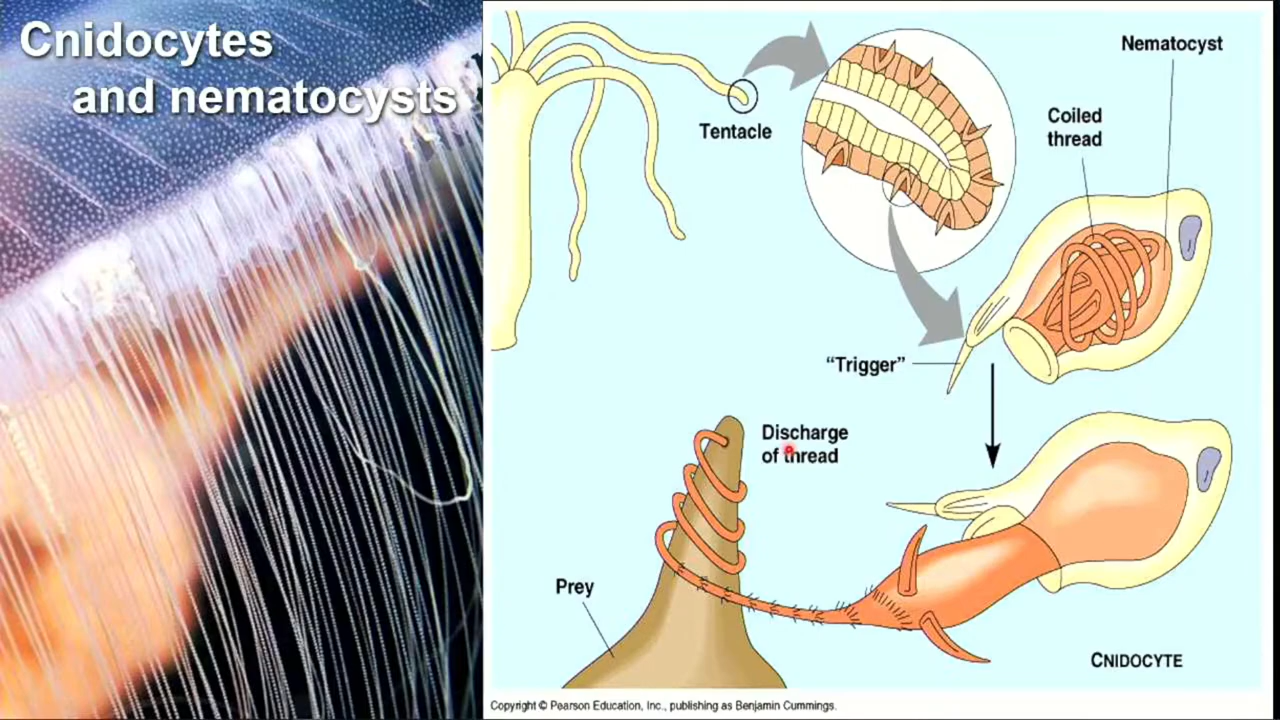 Cnidocytes
and nematocysts
Nematocyst
Coiled
thread
Tentacle
“Trigger”
Discharge
of thread
Prey
CNIDOCYTE
Copyright © Pearson Education, Inc., publishing as Benjamin Cummings.